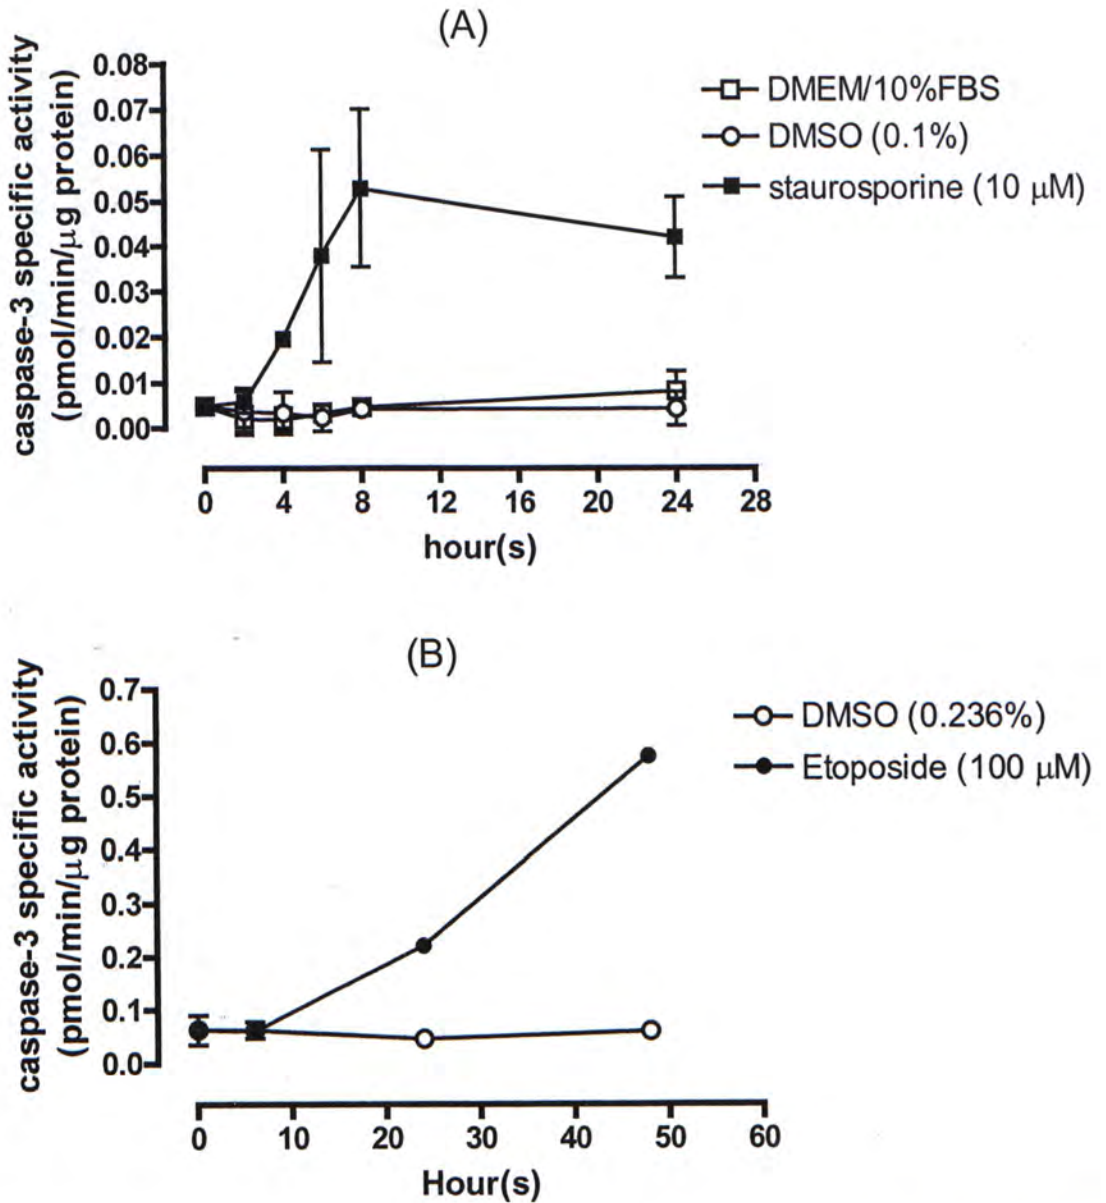 (A)
caspase-3 specific activity
(pmol/min/μg protein)
0.08
0.07
0.06
0.05
0.04
0.03
0.02
0.01
0.00
0 4 8 12 16 20 24 28
hour(s)
DMEM/10%FBS
DMSO (0.1%)
staurosporine (10 μM)
(B)
caspase-3 specific activity
(pmol/min/μg protein)
0.7
0.6
0.5
0.4
0.3
0.2
0.1
0.0
0 10 20 30 40 50 60
Hour(s)
DMSO (0.236%)
Etoposide (100 μM)